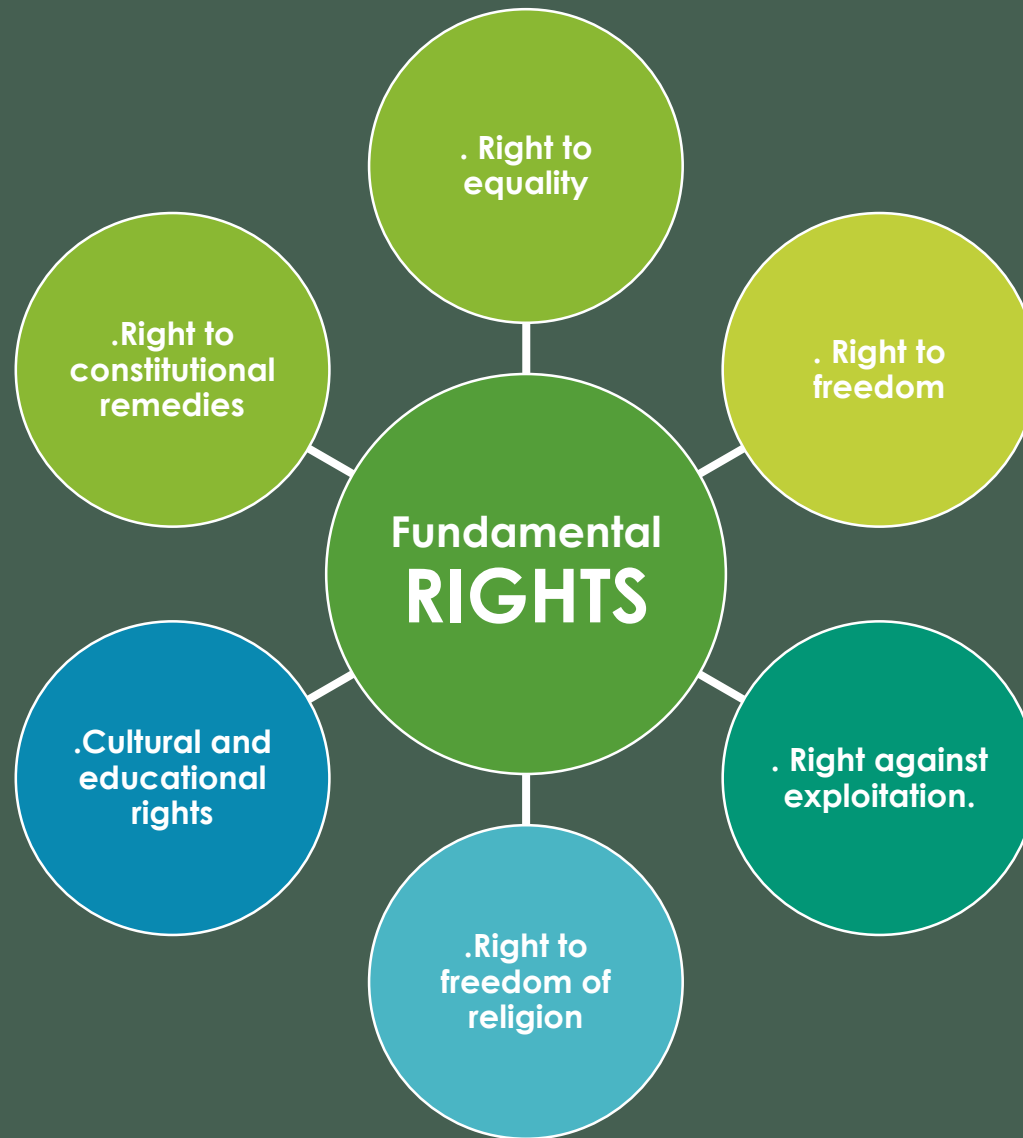 Fundamental
RIGHTS
. Right to
equality
. Right to
freedom
. Right against
exploitation.
.Right to
freedom of
religion
.Cultural and
educational
rights
.Right to
constitutional
remedies